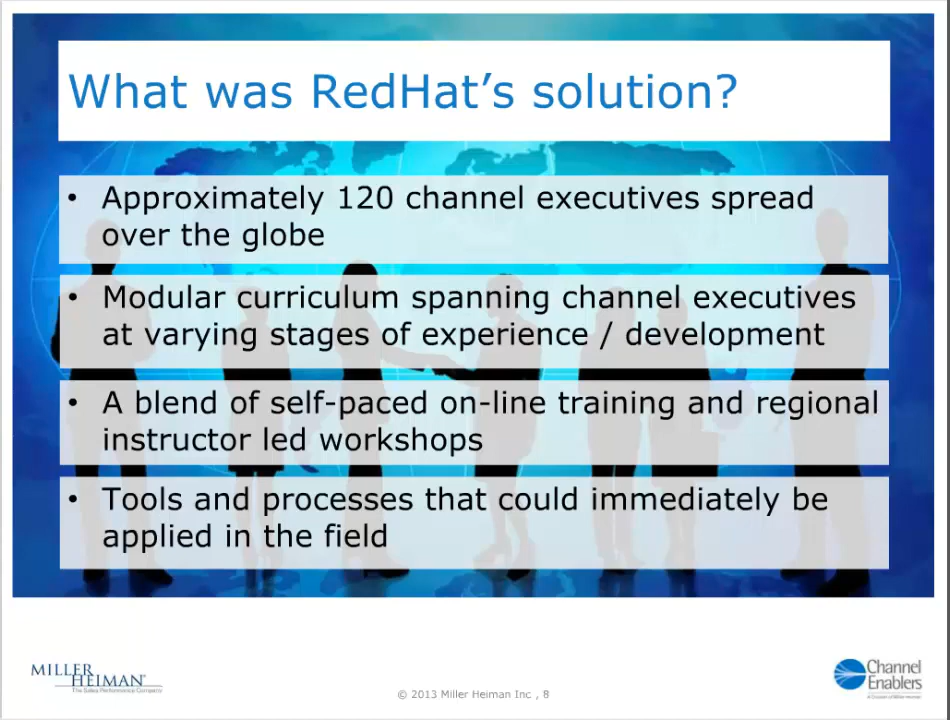 What was RedHat's solution?
• Approximately 120 channel executives spread
over the globe
• Modular curriculum spanning channel executives
at varying stages of experience / development
• A blend of self-paced on-line training and regional
instructor led workshops
• Tools and processes that could immediately be
applied in the field
MILLER
HEIMAN
The Sales Performance Company
© 2013 Miller Heiman Inc , 8
Channel
Enablers